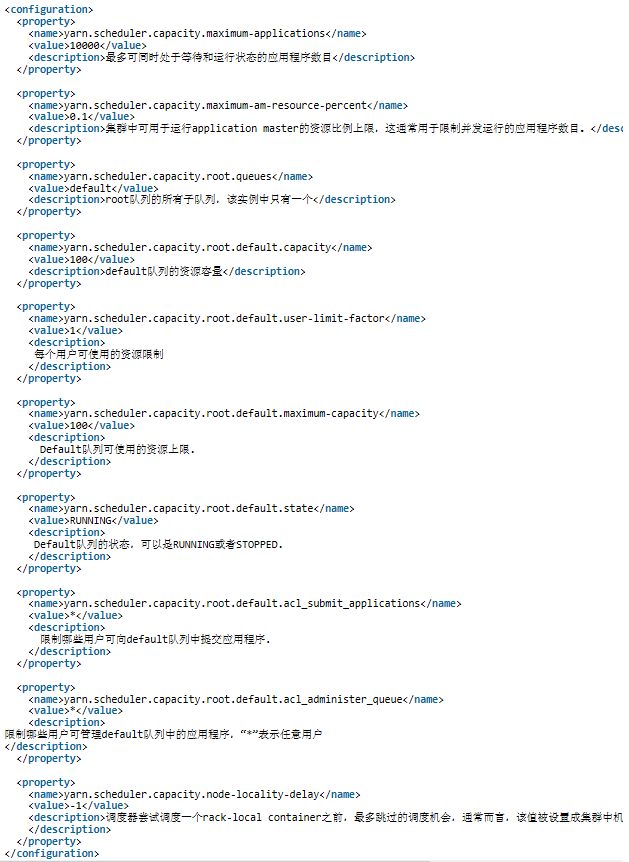 <configuration>
<property>
<name>yarn.scheduler.capacity.maximum-applications</name>
<value>10000</value>
<description>最多可同时处于等待和运行状态的应用程序数目</description>
</property>
<property>
<name>yarn.scheduler.capacity.maximum-am-resource-percent</name>
<value>0.1</value>
<description>集群中可用于运行application master的资源比例上限，这通常用于限制并发运行的应用程序数目。</des
</property>
<property>
<name>yarn.scheduler.capacity.root.queues</name>
<value>default</value>
<description>root队列的所有子队列，该实例中只有一个</description>
</property>
<property>
<name>yarn.scheduler.capacity.root.default.capacity</name>
<value>100</value>
<description>default队列的资源容量</description>
</property>
<property>
<name>yarn.scheduler.capacity.root.default.user-limit-factor</name>
<value>1</value>
<description>
每个用户可使用的资源限制
</description>
</property>
<property>
<name>yarn.scheduler.capacity.root.default.maximum-capacity</name>
<value>100</value>
<description>
Default队列可使用的资源上限.
</description>
</property>
<property>
<name>yarn.scheduler.capacity.root.default.state</name>
<value>RUNNING</value>
<description>
Default队列的状态，可以是RUNNING或者STOPPED.
</description>
</property>
<property>
<name>yarn.scheduler.capacity.root.default.acl_submit_applications</name>
<value>*</value>
<description>
限制哪些用户可向default队列中提交应用程序.
</description>
</property>
<property>
<name>yarn.scheduler.capacity.root.default.acl_administer_queue</name>
<value>*</value>
<description>
限制哪些用户可管理default队列中的应用程序，“*”表示任意用户
</description>
</property>
<property>
<name>yarn.scheduler.capacity.node-locality-delay</name>
<value>-1</value>
<description>调度器尝试调度一个rack-local container之前，最多跳过的调度机会，通常而言，该值被设置成集群中机
</description>
</property>
</configuration>